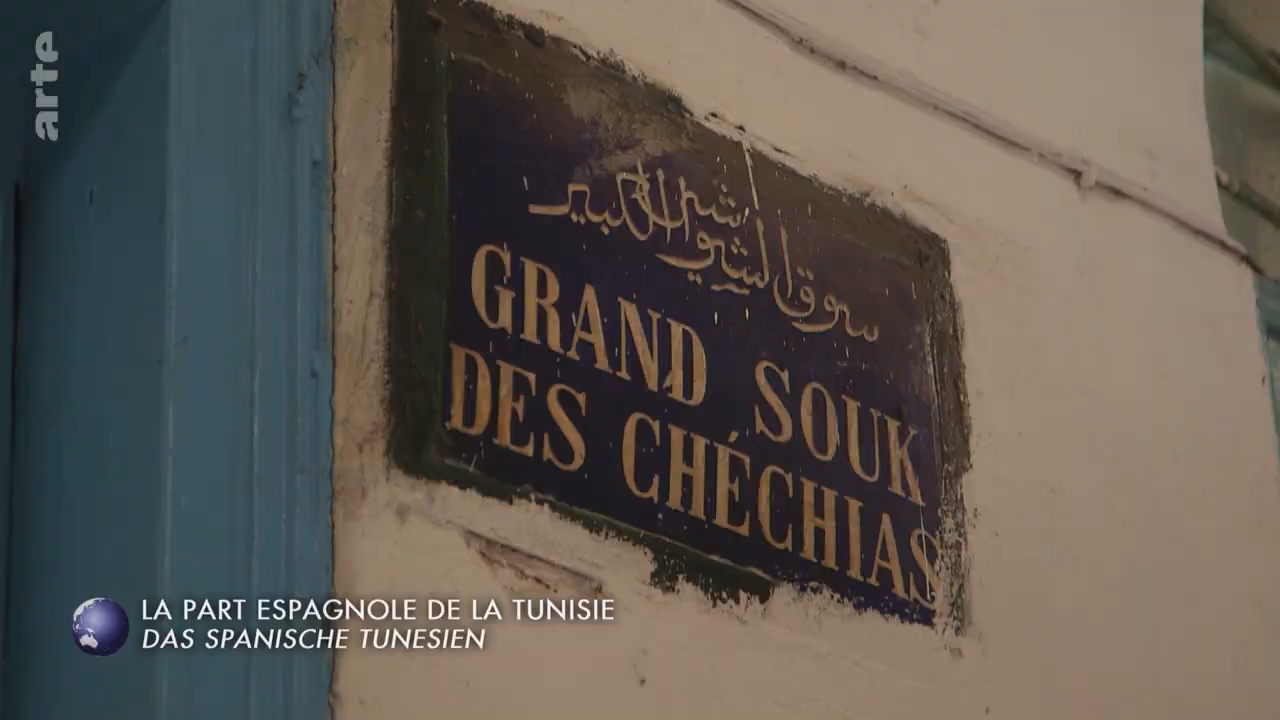 arte
سوق الشواشية الكبير
GRAND SOUK
DES CHÉCHIAS
LA PART ESPAGNOLE DE LA TUNISIE
DAS SPANISCHE TUNESIEN